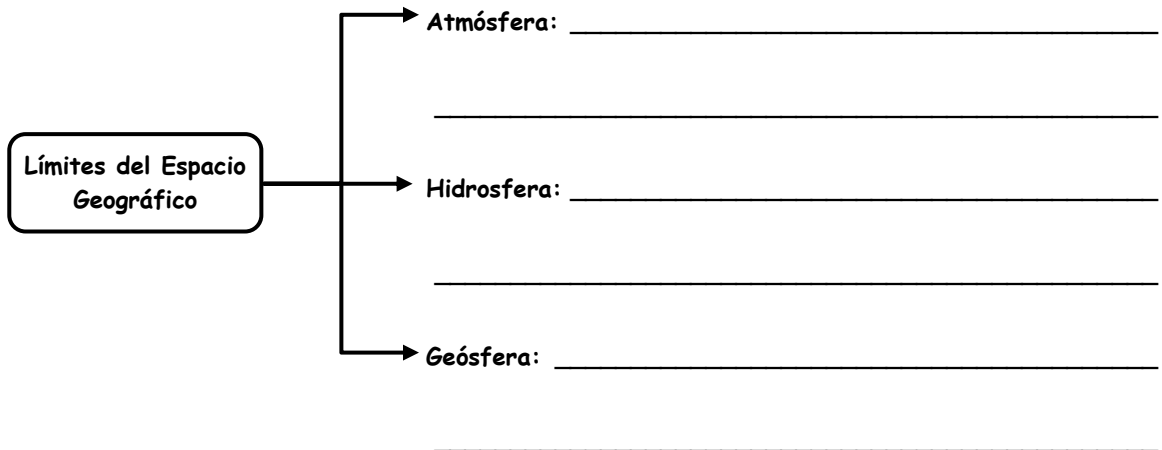 Atmósfera:
Límites del Espacio
Geográfico
Hidrosfera:
Geósfera: